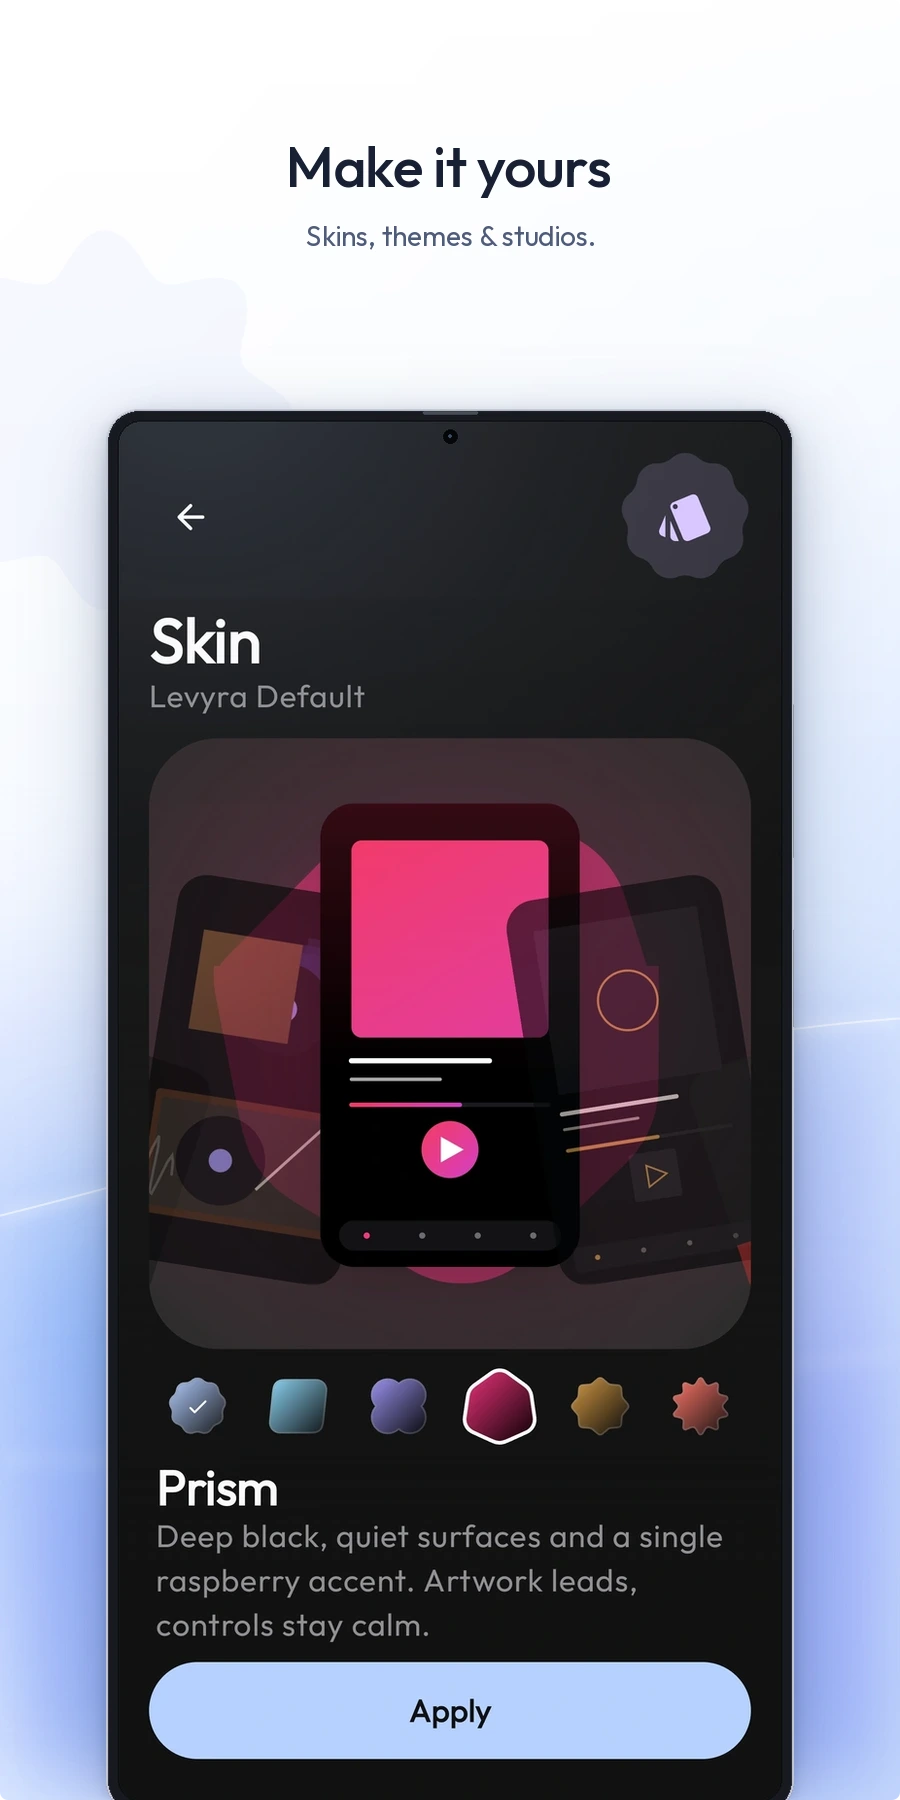 Make it yours
Skins, themes & studios.
Skin
Levyra Default
Prism
Deep black, quiet surfaces and a single
raspberry accent. Artwork leads,
controls stay calm.
Apply